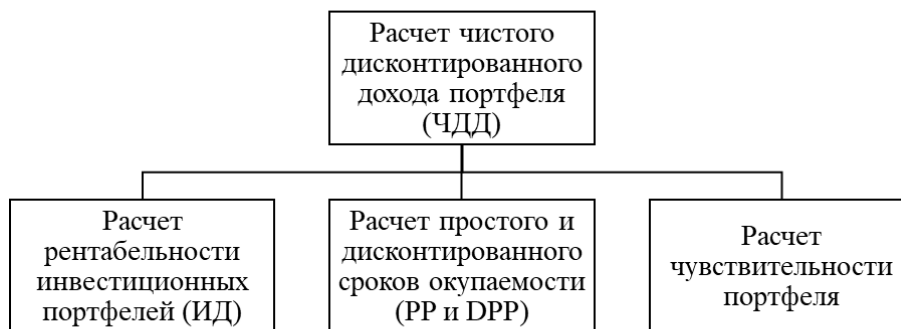 Расчет чистого
дисконтированного
дохода портфеля
(ЧДД)
Расчет
рентабельности
инвестиционных
портфелей (ИД)
Расчет простого и
дисконтированного
сроков окупаемости
(PP и DPP)
Расчет
чувствительности
портфеля